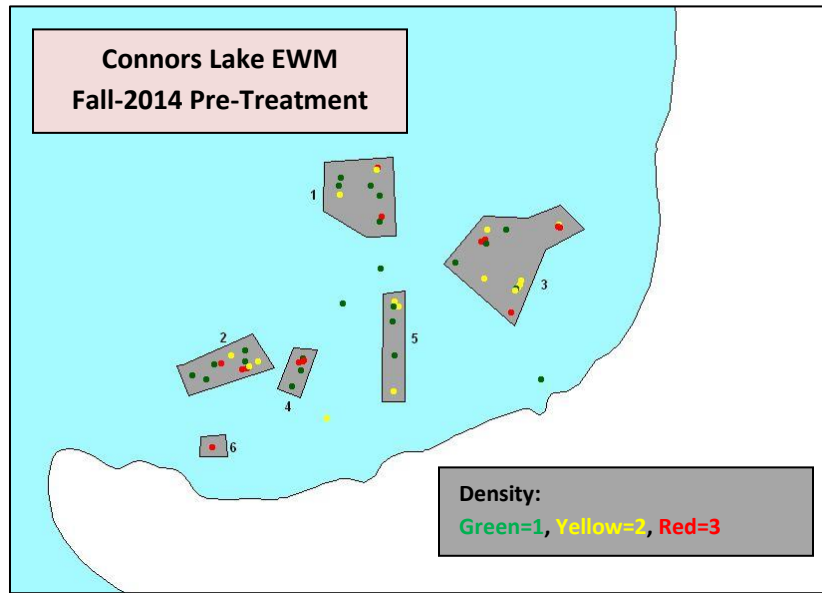 Connors Lake EWM
Fall-2014 Pre-Treatment
1
3
2
5
4
6
Density:
Green=1, Yellow=2, Red=3